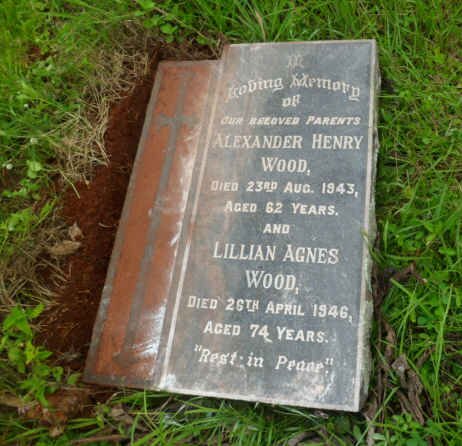 In
Loving Memory
of
Our beloved Parents
Alexander Henry
Wood,
Died 23rd Aug. 1943,
Aged 62 Years.
and
Lillian Agnes
Wood,
Died 26th April 1946,
Aged 74 Years.
"Rest in Peace".